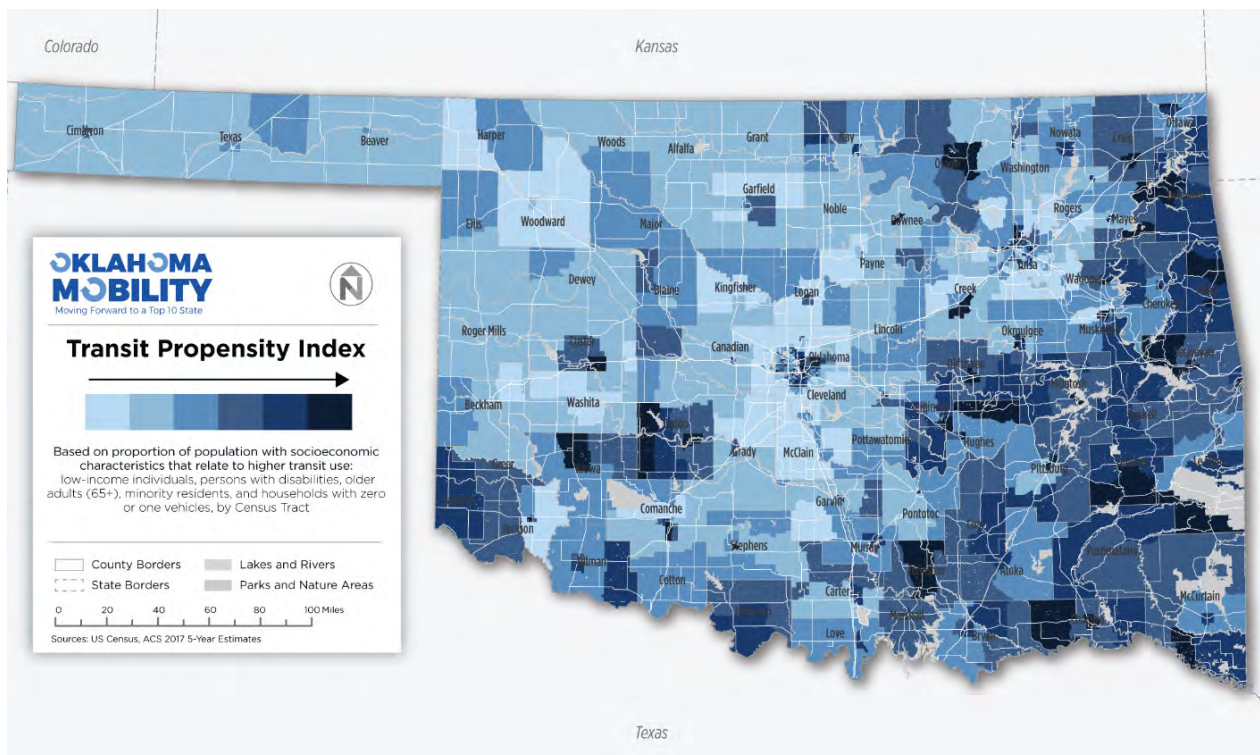 Colorado
Kansas
Cimarron
Texas
Beaver
Harper
Woods
Alfalfa
Grant
Kay
Nowata
Craig
Ottawa
Washington
Garfield
Ellis
Woodward
Major
Noble
Pawnee
Rogers
Mayes
Dewey
Blaine
Kingfisher
Logan
Payne
Creek
Tulsa
Wagoner
Cherokee
Roger Mills
Custer
Canadian
Oklahoma
Lincoln
Okmulgee
Muskogee
McIntosh
Beckham
Washita
Caddo
Cleveland
Grady
McClain
Pottawatomie
Hughes
Pittsburg
Haskell
Greer
Kiowa
Comanche
Garvin
Pontotoc
Jackson
Tillman
Cotton
Stephens
Murray
Carter
Love
Marshall
Bryan
Atoka
Pushmataha
McCurtain
OKLAHOMA
MOBILITY
Moving Forward to a Top 10 State
N
Transit Propensity Index
Based on proportion of population with socioeconomic
characteristics that relate to higher transit use:
low-income individuals, persons with disabilities, older
adults (65+), minority residents, and households with zero
or one vehicles, by Census Tract
County Borders
Lakes and Rivers
State Borders
Parks and Nature Areas
0 20 40 60 80 100 Miles
Sources: US Census, ACS 2017 5-Year Estimates
Texas